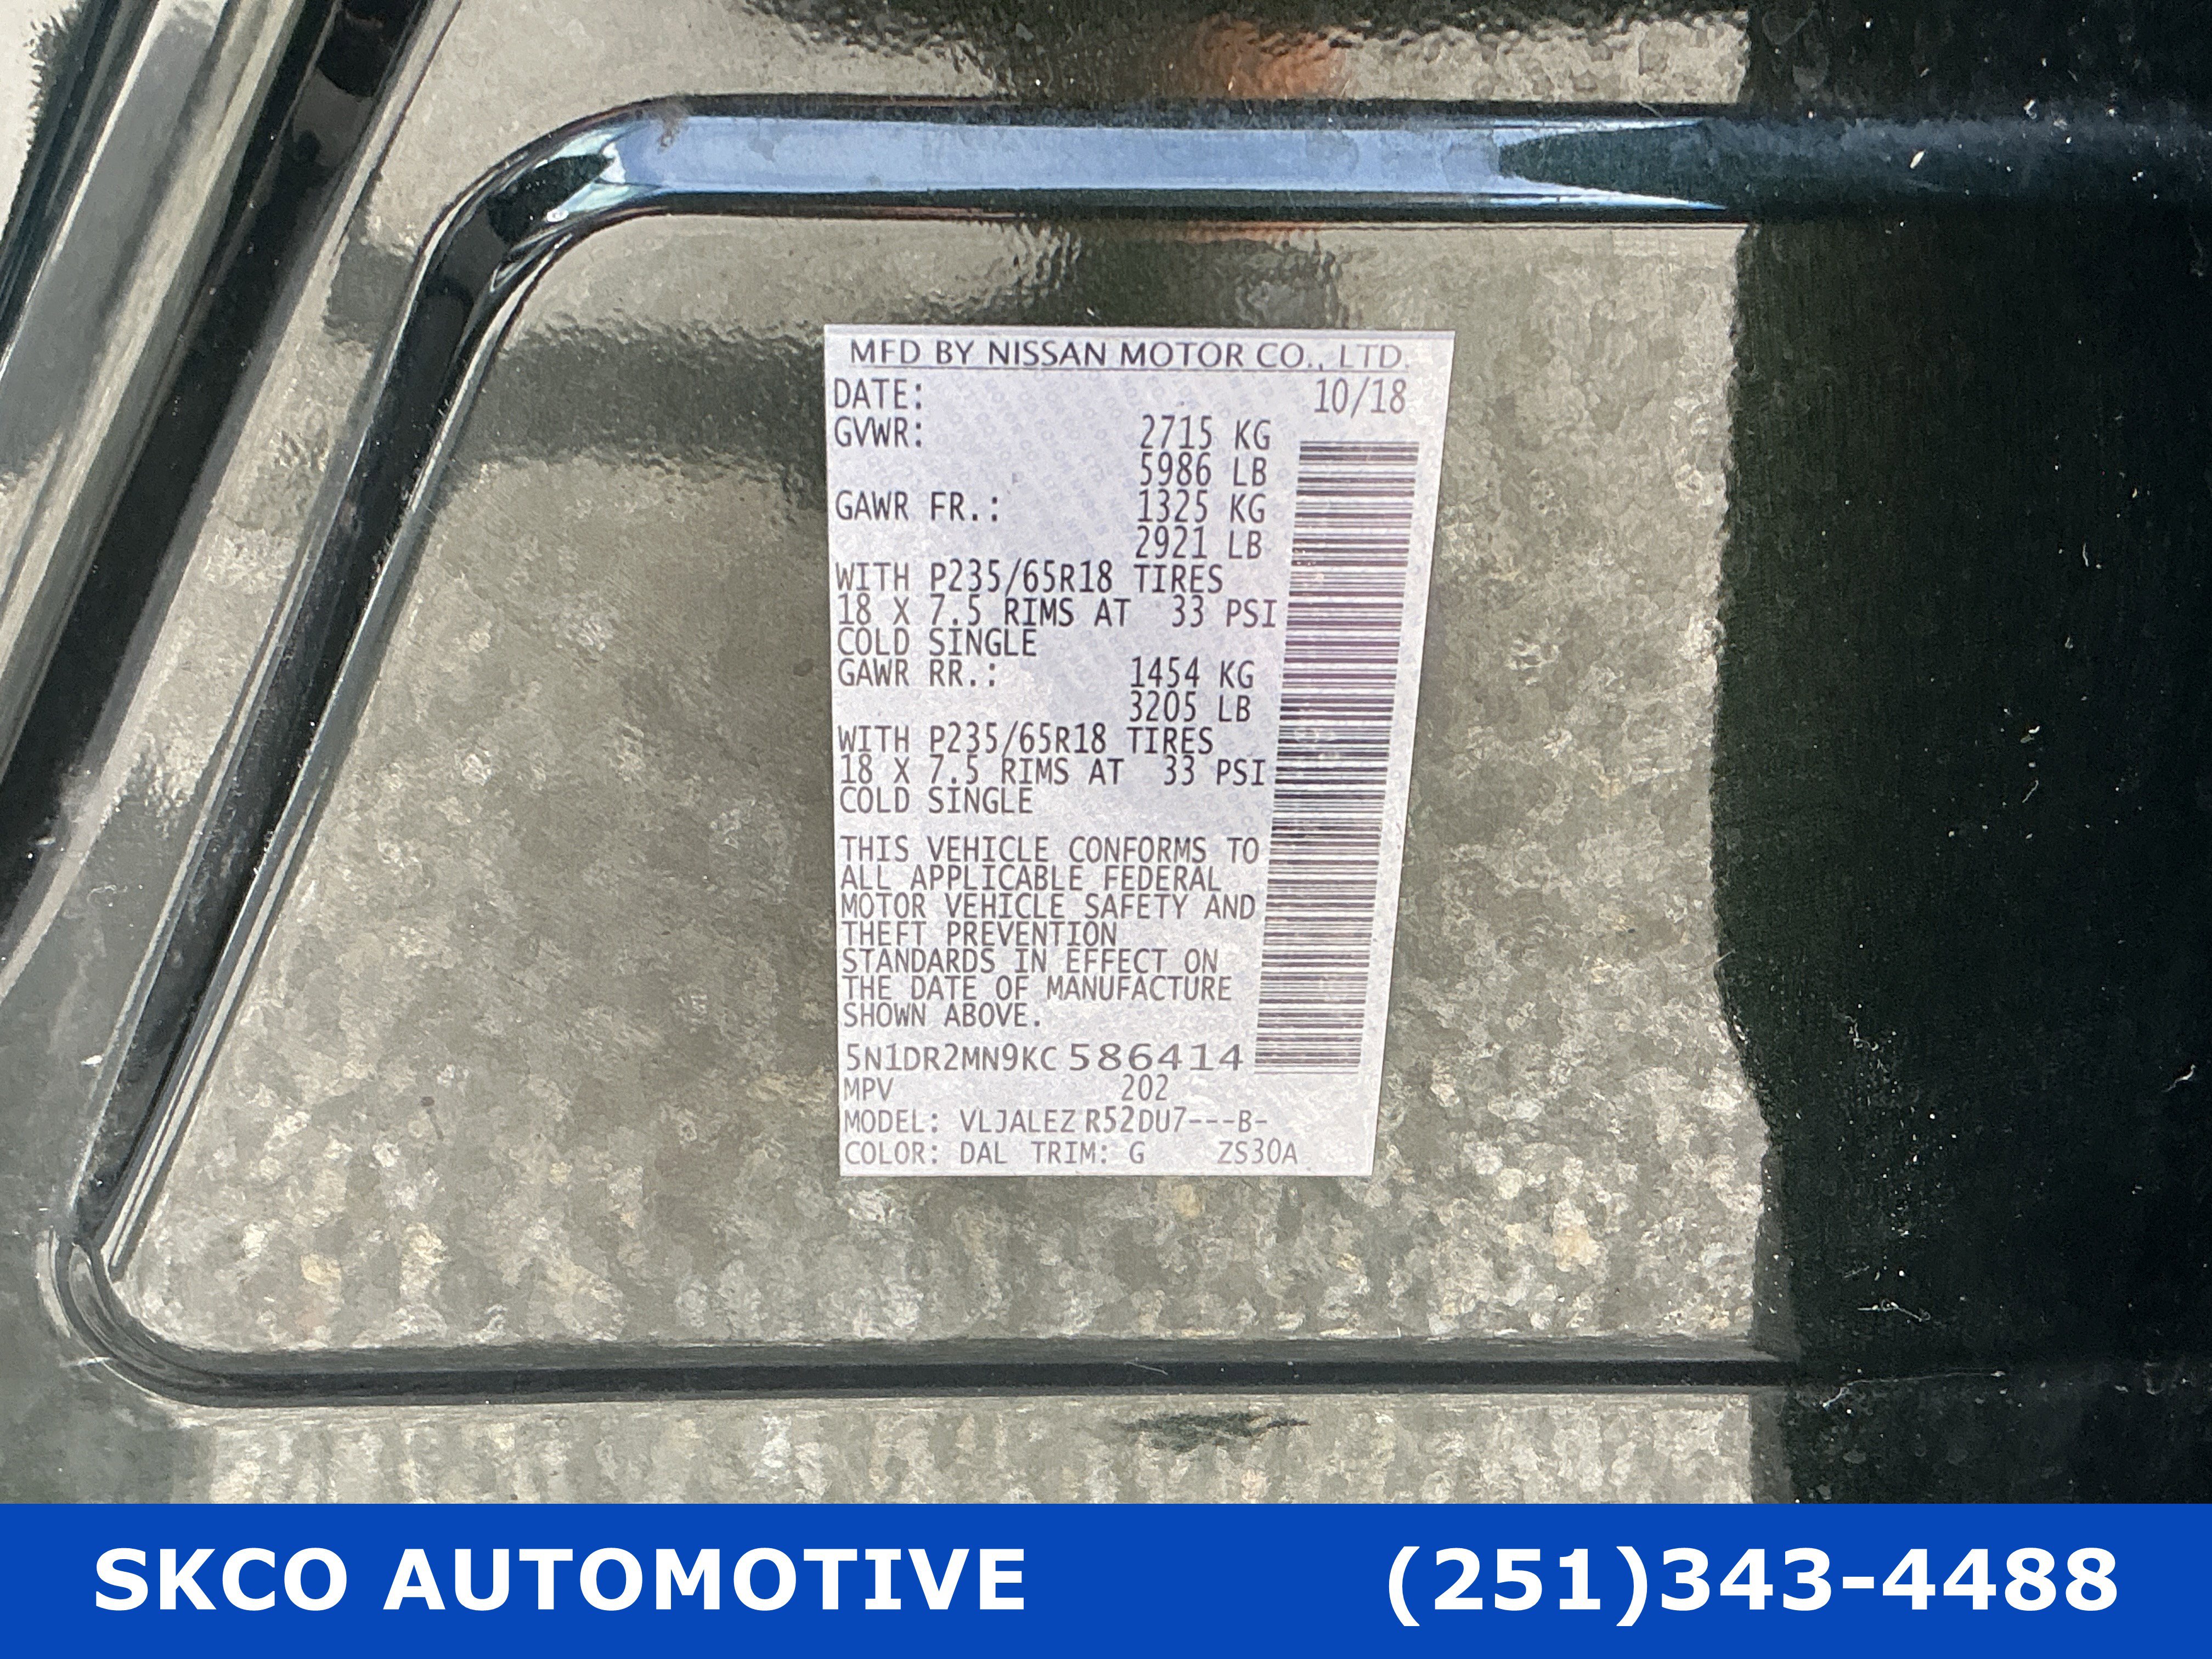 MFD BY NISSAN MOTOR CO., LTD.
DATE: 10/18
GVWR: 2715 KG
5986 LB
GAWR FR.: 1325 KG
2921 LB
WITH P235/65R18 TIRES
18 X 7.5 RIMS AT 33 PSI
COLD SINGLE
GAWR RR.: 1454 KG
3205 LB
WITH P235/65R18 TIRES
18 X 7.5 RIMS AT 33 PSI
COLD SINGLE
THIS VEHICLE CONFORMS TO
ALL APPLICABLE FEDERAL
MOTOR VEHICLE SAFETY AND
THEFT PREVENTION
STANDARDS IN EFFECT ON
THE DATE OF MANUFACTURE
SHOWN ABOVE.
5N1DR2MN9KC 586414
MPV 202
MODEL: VLJALEZ R52DU7---B-
COLOR: DAL TRIM: G ZS30A
SKCO AUTOMOTIVE (251)343-4488